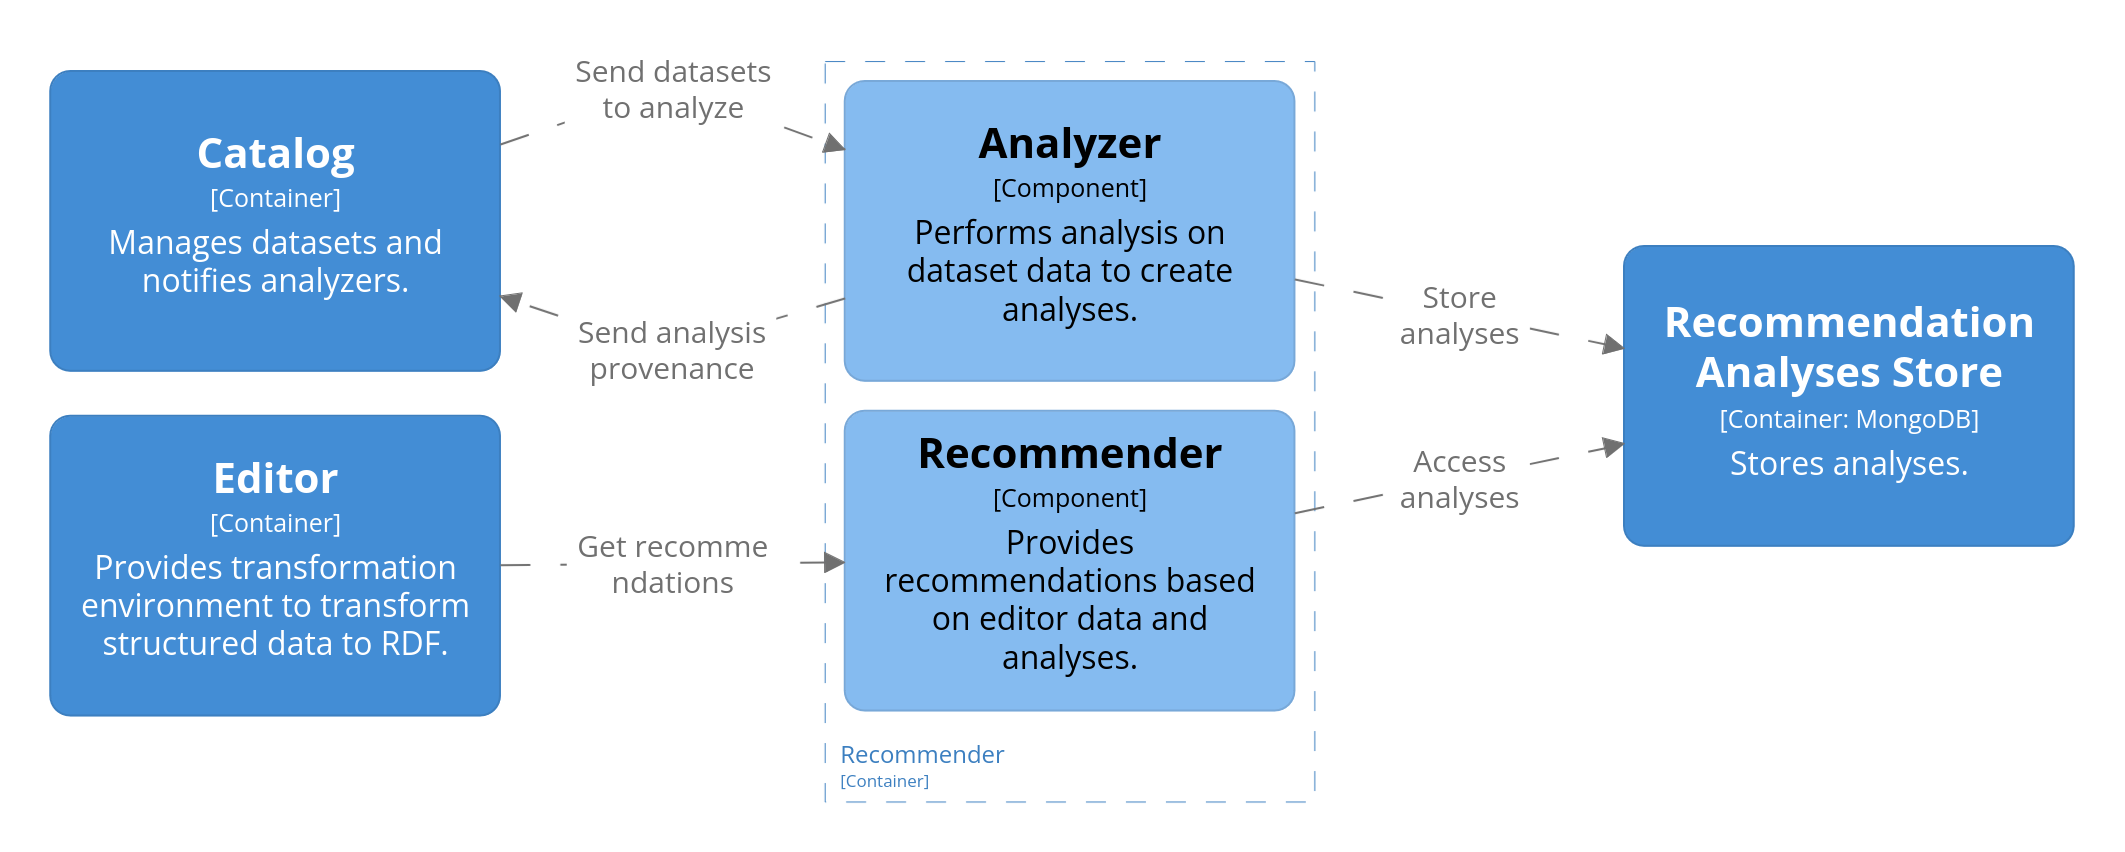 Catalog
[Container]
Manages datasets and
notifies analyzers.
Send datasets
to analyze
Send analysis
provenance
Analyzer
[Component]
Performs analysis on
dataset data to create
analyses.
Editor
[Container]
Provides transformation
environment to transform
structured data to RDF.
Get recomme
ndations
Recommender
[Component]
Provides
recommendations based
on editor data and
analyses.
Recommender
[Container]
Store
analyses
Access
analyses
Recommendation
Analyses Store
[Container: MongoDB]
Stores analyses.